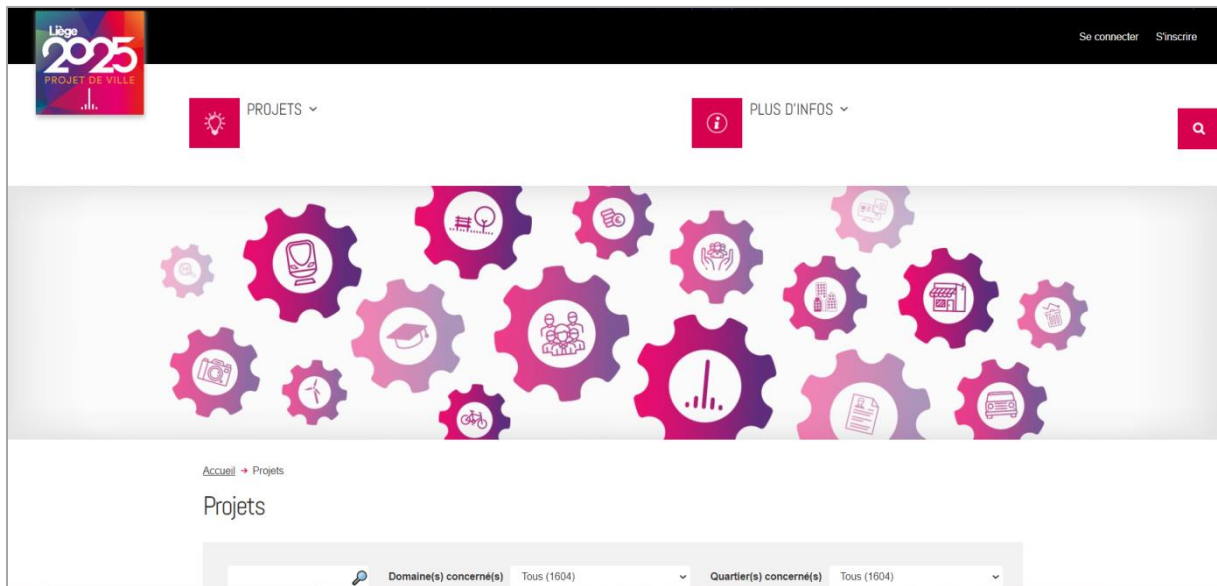 Liège
2025
PROJET DE VILLE
Se connecter S'inscrire
PROJETS
PLUS D'INFOS
Accueil → Projets
Projets
Domaine(s) concerné(s) Tous (1604) Quartier(s) concerné(s) Tous (1604)